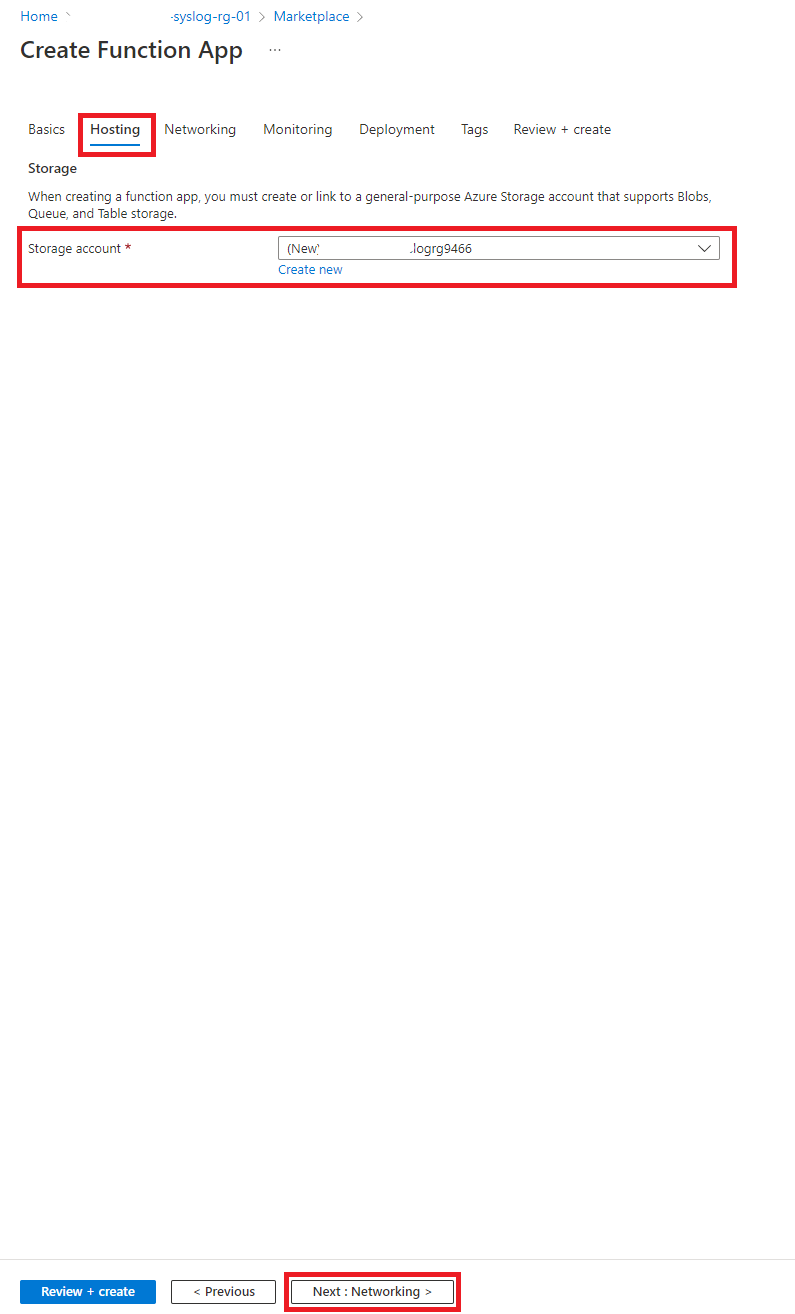 Home > -syslog-rg-01 > Marketplace >
Create Function App ...
Basics Hosting Networking Monitoring Deployment Tags Review + create
Storage
When creating a function app, you must create or link to a general-purpose Azure Storage account that supports Blobs,
Queue, and Table storage.
Storage account * (New) .logrg9466
Create new
Review + create < Previous Next : Networking >